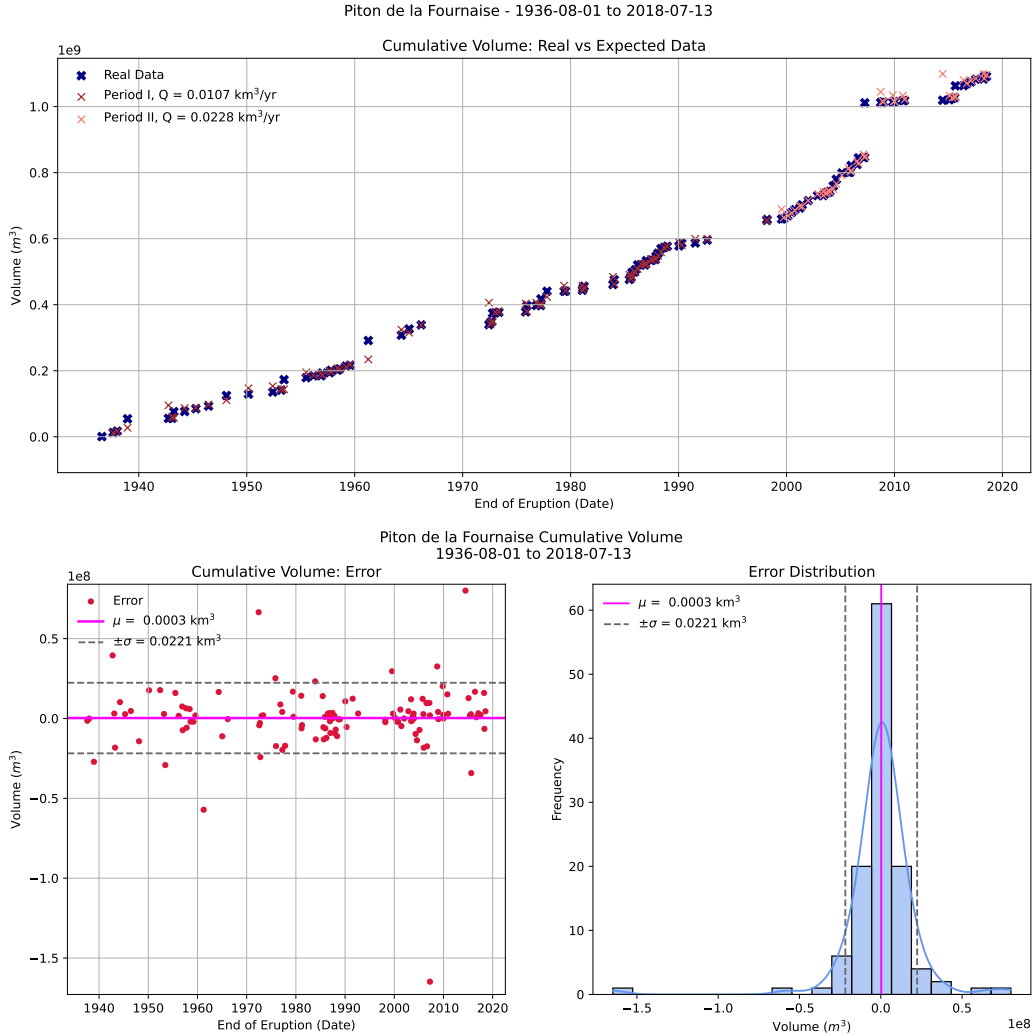 Piton de la Fournaise - 1936-08-01 to 2018-07-13
Cumulative Volume: Real vs Expected Data
1e9
Real Data
Period I, Q = 0.0107 km³/yr
Period II, Q = 0.0228 km³/yr
1.0
0.8
0.6
0.4
0.2
0.0
Volume (m³)
1940 1950 1960 1970 1980 1990 2000 2010 2020
End of Eruption (Date)
Piton de la Fournaise Cumulative Volume
1936-08-01 to 2018-07-13
Cumulative Volume: Error
1e8
Error
μ = 0.0003 km³
±σ = 0.0221 km³
0.5
0.0
−0.5
−1.0
−1.5
Volume (m³)
1940 1950 1960 1970 1980 1990 2000 2010 2020
End of Eruption (Date)
Error Distribution
μ = 0.0003 km³
±σ = 0.0221 km³
60
50
40
30
20
10
0
Frequency
−1.5 −1.0 −0.5 0.0 0.5
1e8
Volume (m³)